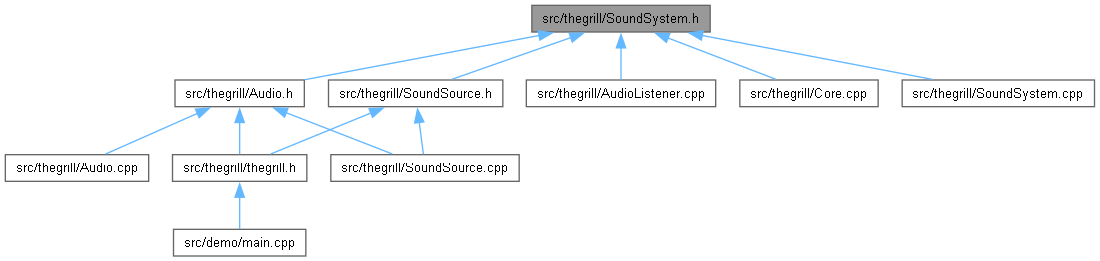 src/thegrill/SoundSystem.h
src/thegrill/Audio.h
src/thegrill/SoundSource.h
src/thegrill/AudioListener.cpp
src/thegrill/Core.cpp
src/thegrill/SoundSystem.cpp
src/thegrill/Audio.cpp
src/thegrill/thegrill.h
src/thegrill/SoundSource.cpp
src/demo/main.cpp